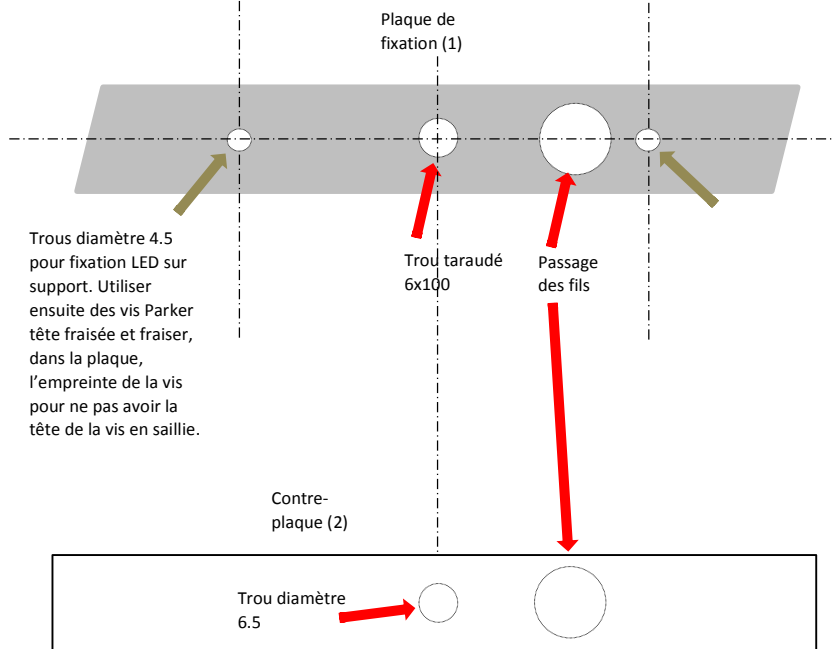 Plaque de
fixation (1)
Trous diamètre 4.5
pour fixation LED sur
support. Utiliser
ensuite des vis Parker
tête fraisée et fraiser,
dans la plaque,
l’empreinte de la vis
pour ne pas avoir la
tête de la vis en saillie.
Trou taraudé
6x100
Passage
des fils
Contre-
plaque (2)
Trou diamètre
6.5